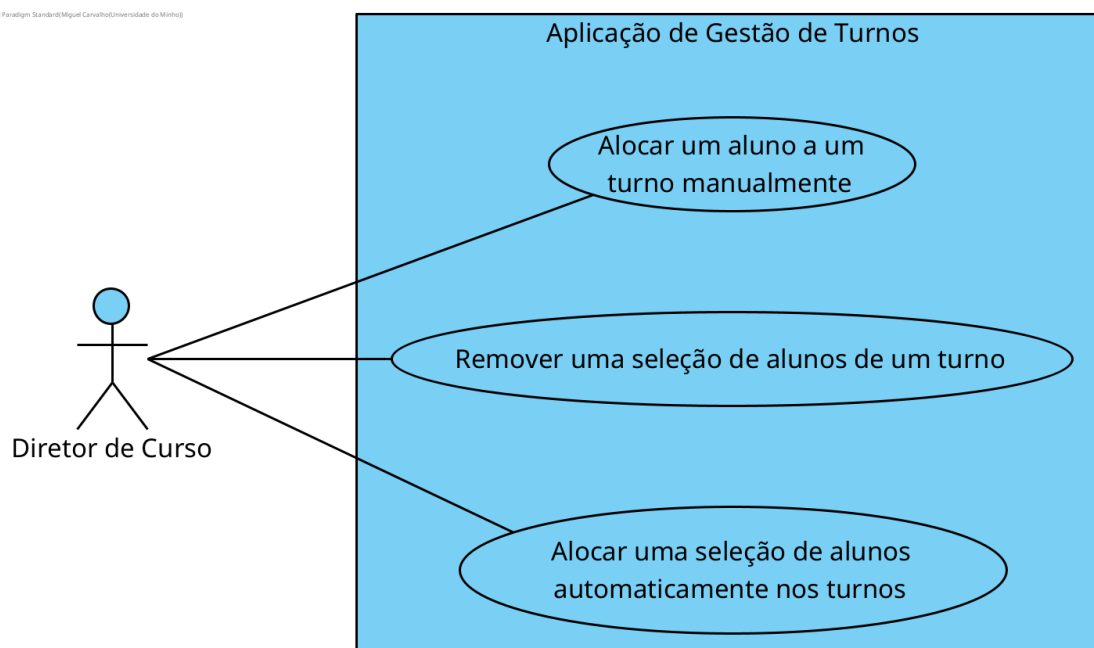 Paradigm Standard(Miguel Carvalho(Universidade do Minho))
Aplicação de Gestão de Turnos
Alocar um aluno a um
turno manualmente
Remover uma seleção de alunos de um turno
Diretor de Curso
Alocar uma seleção de alunos
automaticamente nos turnos